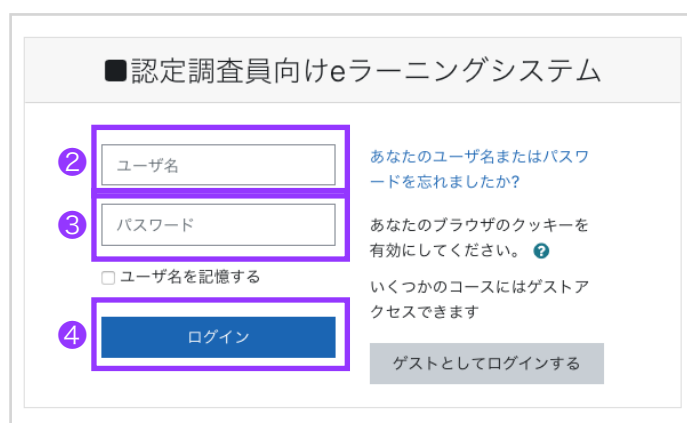 ■認定調査員向けeラーニングシステム
② ユーザ名
③ パスワード
ユーザ名を記憶する
④ ログイン
あなたのユーザ名またはパスワ
ードを忘れましたか?
あなたのブラウザのクッキーを
有効にしてください。 ?
いくつかのコースにはゲストア
クセスできます
ゲストとしてログインする